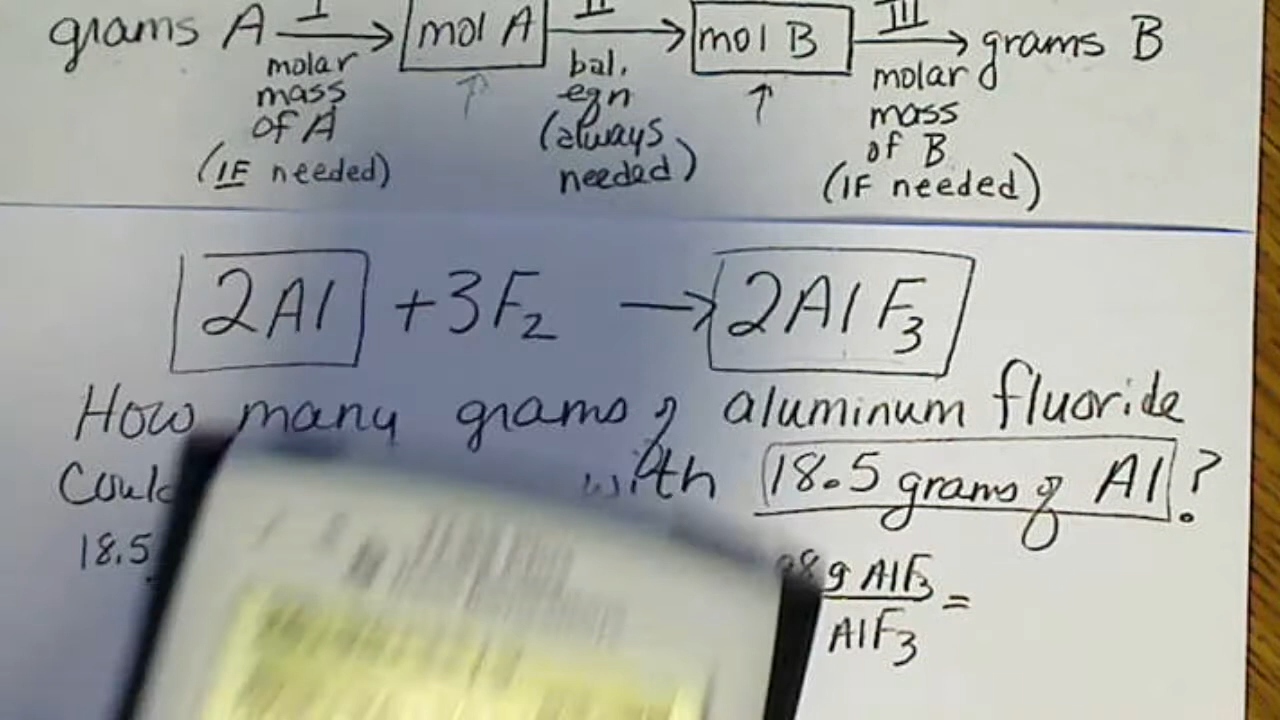 grams A I mol A II mol B III grams B
molar mass of A (IF needed)
bal. eqn (always needed)
molar mass of B (IF needed)
2Al + 3F₂ → 2AlF₃
How many grams of aluminum fluoride
with 18.5 grams of Al?
18.5 g AlF₃ =
AlF₃